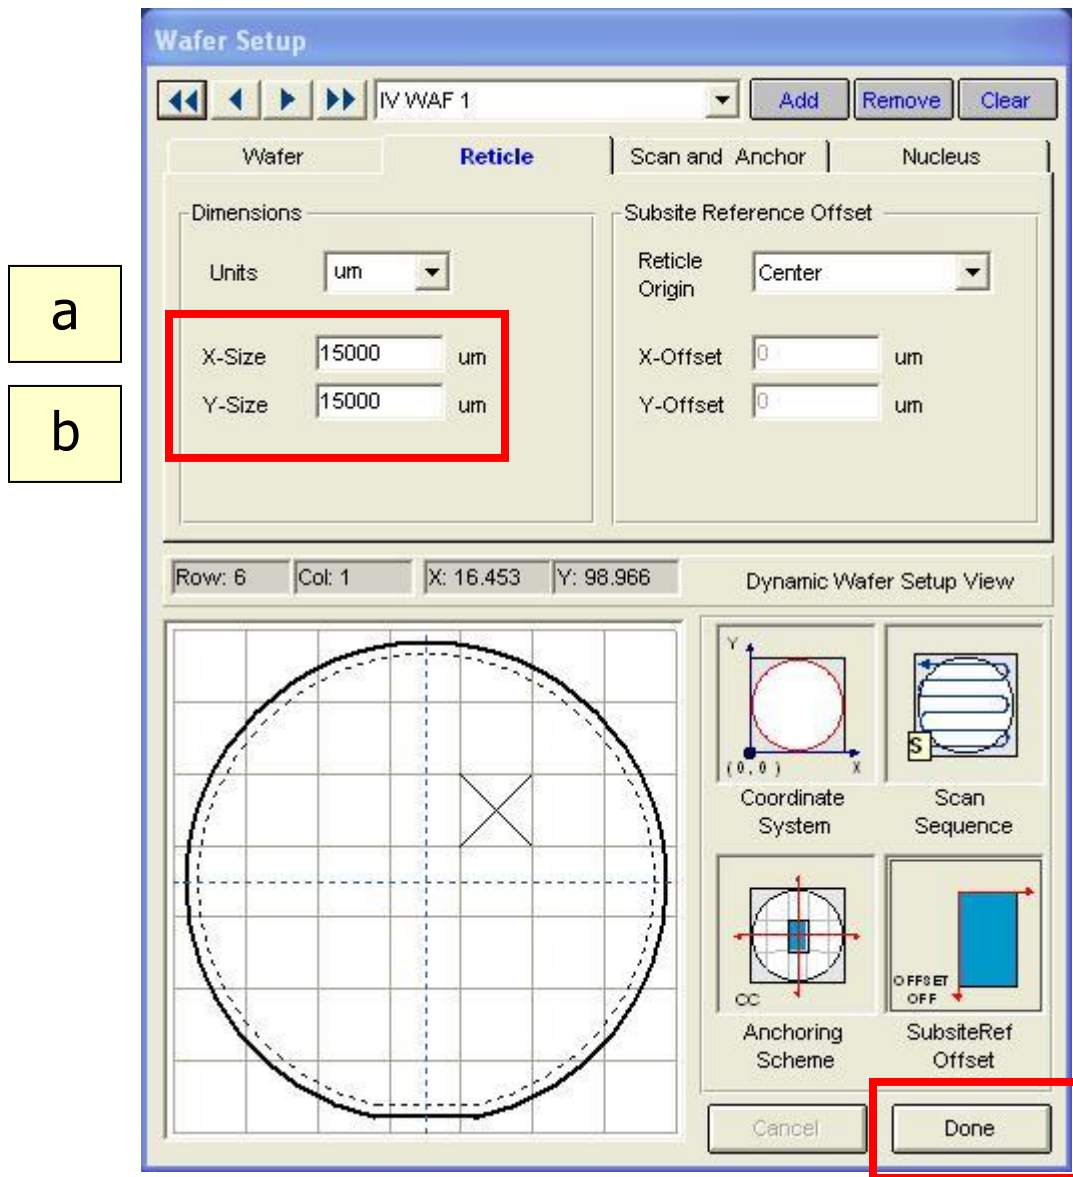 Wafer Setup
IV WAF 1
Add
Remove
Clear
Wafer
Reticle
Scan and Anchor
Nucleus
Dimensions
Units
um
a
X-Size
15000
um
b
Y-Size
15000
um
Subsite Reference Offset
Reticle
Origin
Center
X-Offset
0
um
Y-Offset
0
um
Row: 6
Col: 1
X: 16.453
Y: 98.966
Dynamic Wafer Setup View
Y
(0,0)
X
Coordinate
System
S
Scan
Sequence
CC
Anchoring
Scheme
OFFSET
OFF
SubsiteRef
Offset
Cancel
Done